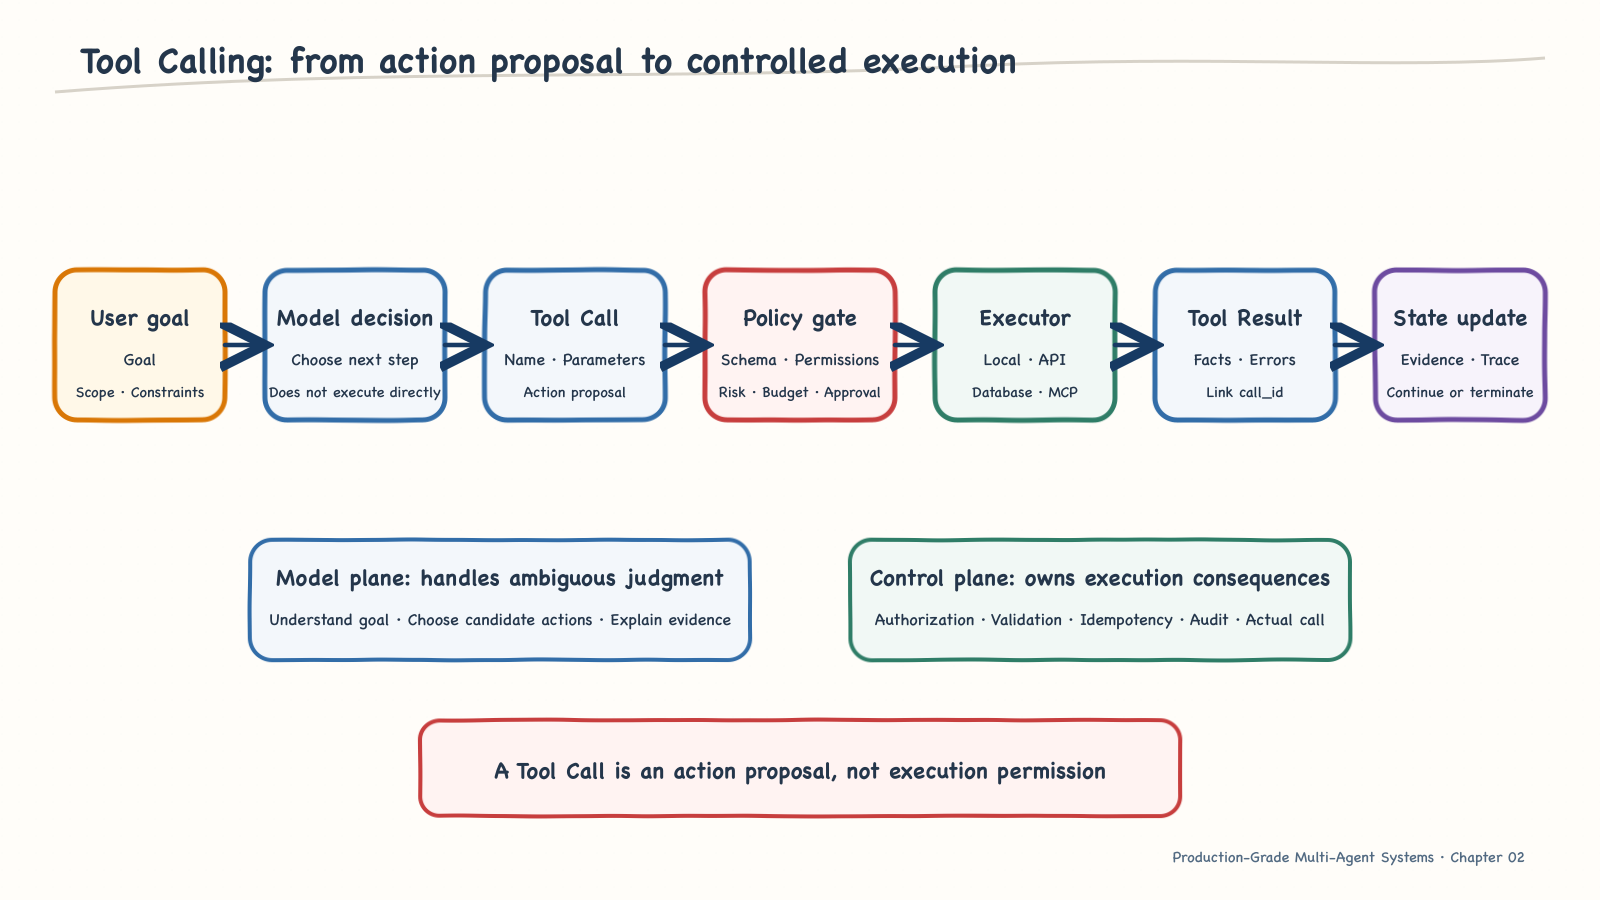 Tool Calling: from action proposal to controlled execution
User goal
Goal
Scope · Constraints
Model decision
Choose next step
Does not execute directly
Tool Call
Name · Parameters
Action proposal
Policy gate
Schema · Permissions
Risk · Budget · Approval
Executor
Local · API
Database · MCP
Tool Result
Facts · Errors
Link call_id
State update
Evidence · Trace
Continue or terminate
Model plane: handles ambiguous judgment
Understand goal · Choose candidate actions · Explain evidence
Control plane: owns execution consequences
Authorization · Validation · Idempotency · Audit · Actual call
A Tool Call is an action proposal, not execution permission
Production-Grade Multi-Agent Systems · Chapter 02